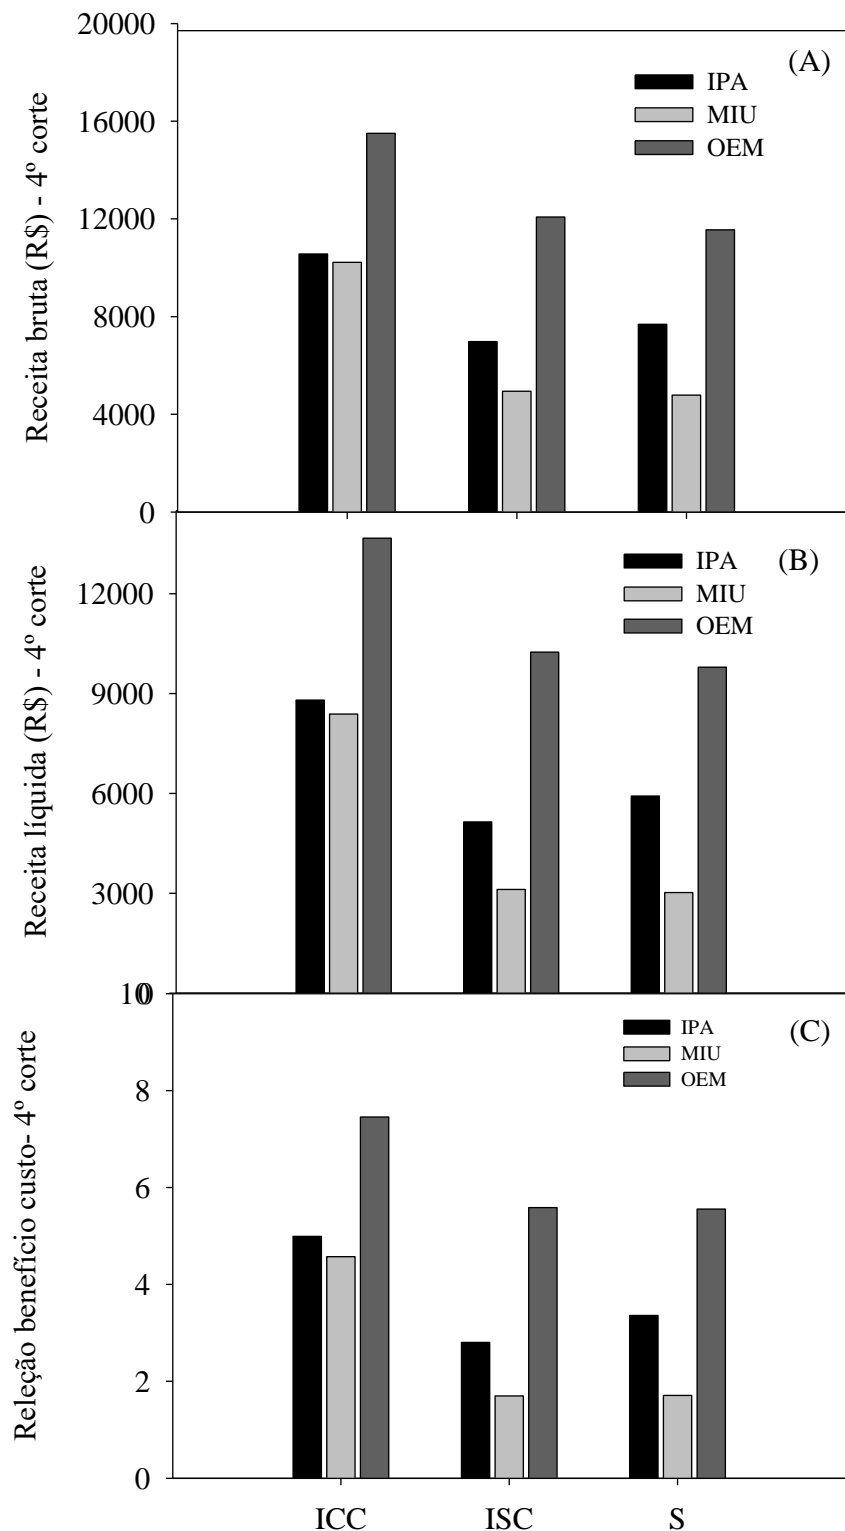 20000
(A)
IPA
MIU
OEM
16000
12000
8000
4000
0
Receita bruta (R$) - 4º corte
(B)
IPA
MIU
OEM
12000
9000
6000
3000
0
Receita líquida (R$) - 4º corte
10
(C)
IPA
MIU
OEM
8
6
4
2
0
Releção benefício custo- 4º corte
ICC ISC S